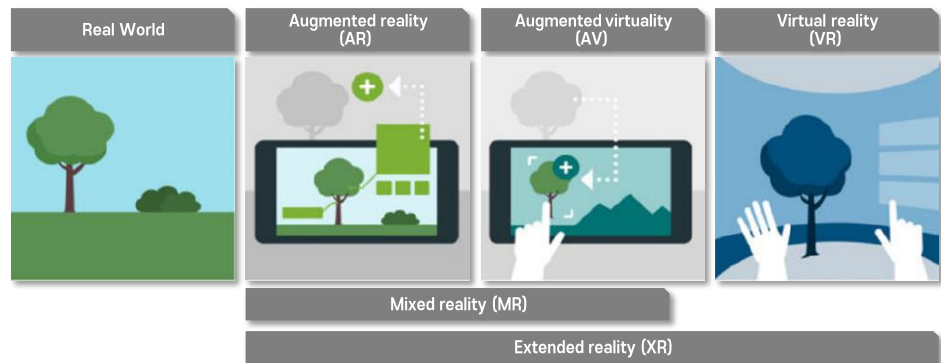 Real World
Augmented reality
(AR)
Augmented virtuality
(AV)
Virtual reality
(VR)
Mixed reality (MR)
Extended reality (XR)